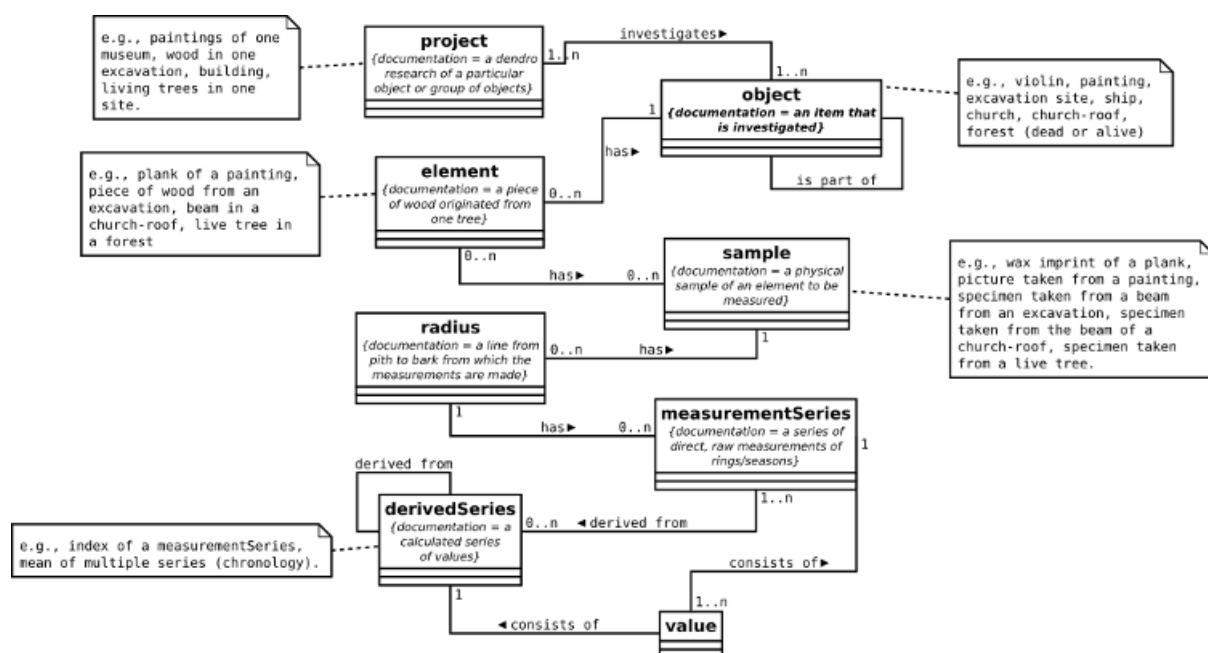 e.g., paintings of one
museum, wood in one
excavation, building,
living trees in one
site.
project
{documentation = a dendro
research of a particular
object or group of objects}
1..n
investigates►
1..n
object
{documentation = an item that
is investigated}
1
is part of
e.g., violin, painting,
excavation site, ship,
church, church-roof,
forest (dead or alive)
has►
0..n
element
{documentation = a piece
of wood originated from
one tree}
0..n
e.g., plank of a painting,
piece of wood from an
excavation, beam in a
church-roof, live tree in
a forest
has►
0..n
sample
{documentation = a physical
sample of an element to be
measured}
1
e.g., wax imprint of a plank,
picture taken from a painting,
specimen taken from a beam
from an excavation, specimen
taken from the beam of a
church-roof, specimen taken
from a live tree.
radius
{documentation = a line from
pith to bark from which the
measurements are made}
0..n
has►
1
has►
0..n
measurementSeries
{documentation = a series of
direct, raw measurements of
rings/seasons}
1
1..n
derived from
derivedSeries
{documentation = a
calculated series
of values}
0..n
◄derived from
1
e.g., index of a measurementSeries,
mean of multiple series (chronology).
consists of►
1..n
◄consists of
value